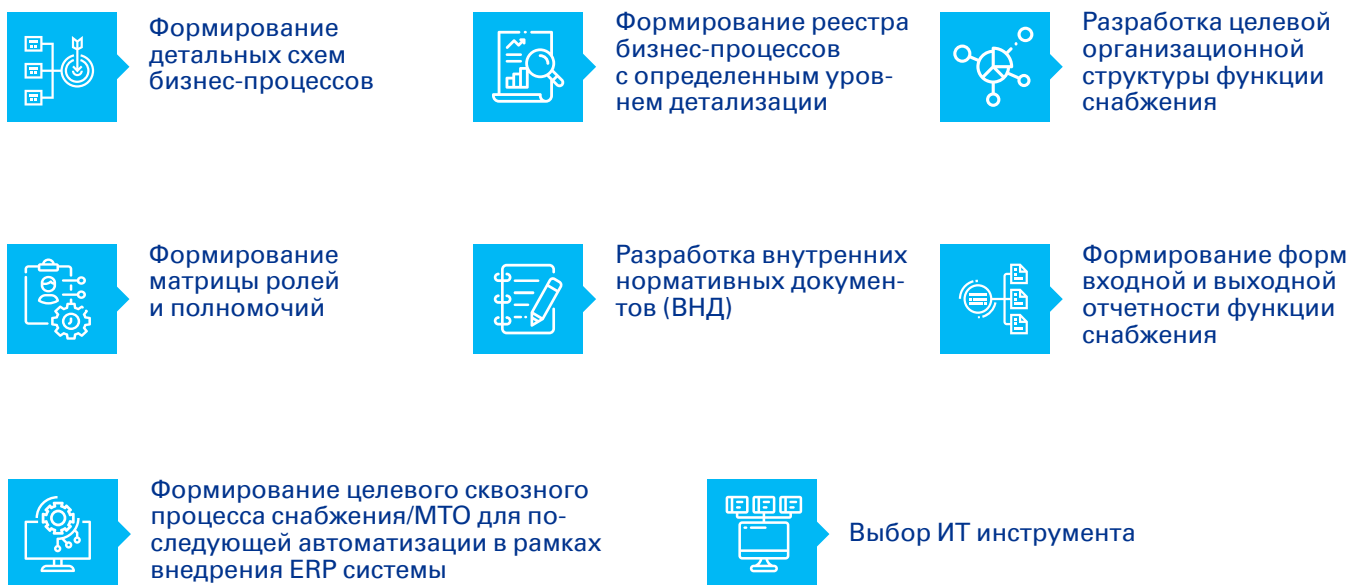 Формирование
детальных схем
бизнес-процессов
Формирование реестра
бизнес-процессов
с определенным уров-
нем детализации
Разработка целевой
организационной
структуры функции
снабжения
Формирование
матрицы ролей
и полномочий
Разработка внутренних
нормативных докумен-
тов (ВНД)
Формирование форм
входной и выходной
отчетности функции
снабжения
Формирование целевого сквозного
процесса снабжения/МТО для по-
следующей автоматизации в рамках
внедрения ERP системы
Выбор ИТ инструмента